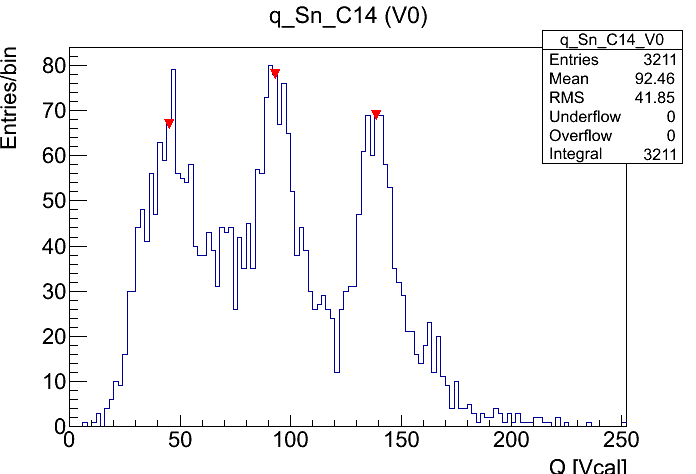 q_Sn_C14 (V0)
q_Sn_C14_V0
Entries 3211
Mean 92.46
RMS 41.85
Underflow 0
Overflow 0
Integral 3211
Entries/bin
80
70
60
50
40
30
20
10
0
0 50 100 150 200 250
Q [Vcal]